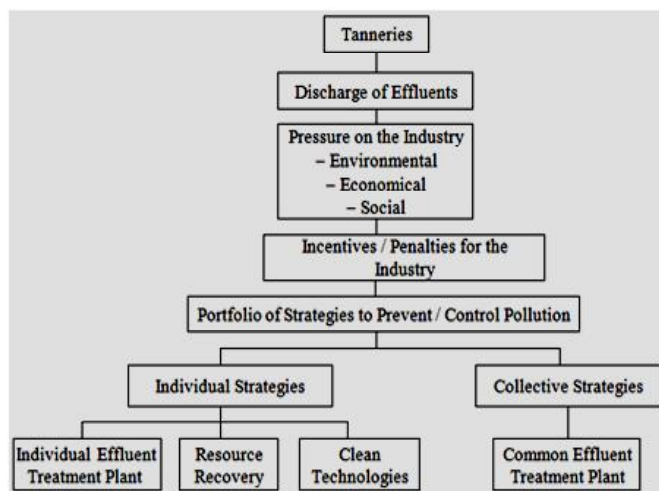 Tanneries
Discharge of Effluents
Pressure on the Industry
– Environmental
– Economical
– Social
Incentives / Penalties for the
Industry
Portfolio of Strategies to Prevent / Control Pollution
Individual Strategies
Collective Strategies
Individual Effluent
Treatment Plant
Resource
Recovery
Clean
Technologies
Common Effluent
Treatment Plant